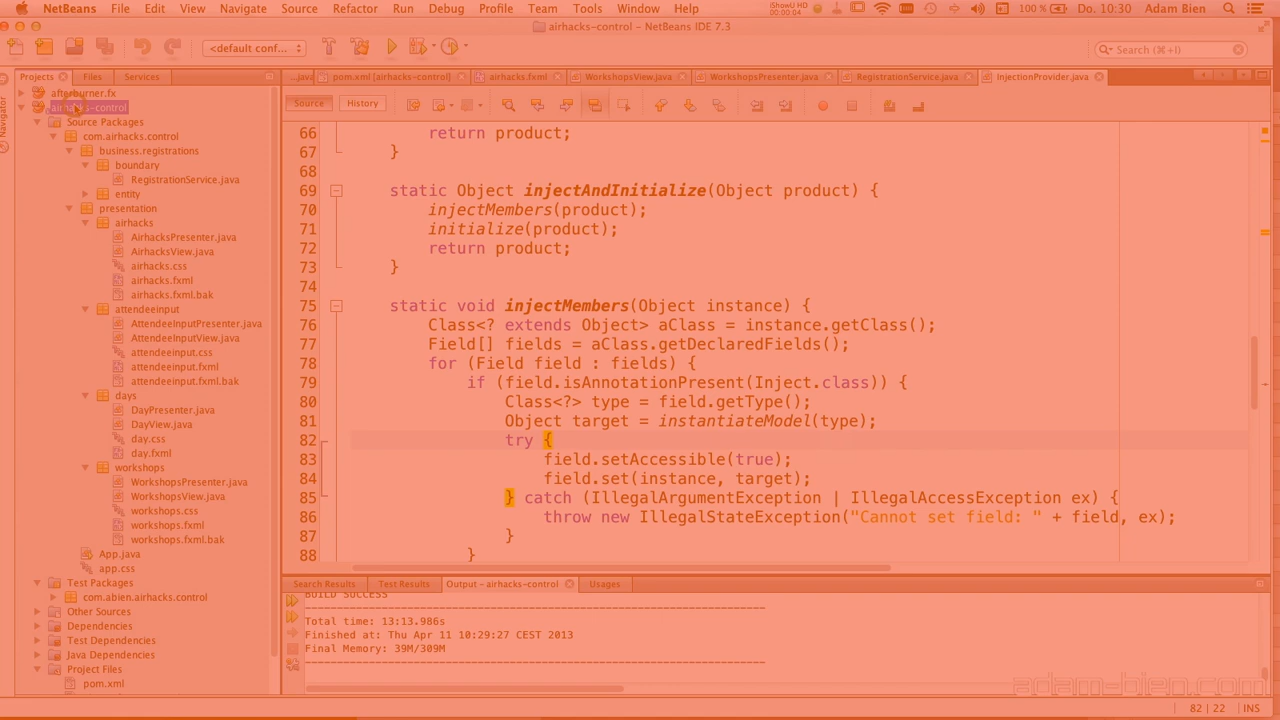 NetBeans File Edit View Navigate Source Refactor Run Debug Profile Team Tools Window Help iShowU HD 00:00:04 100 % Do. 10:30 Adam Bien
airhacks-control – NetBeans IDE 7.3
<default conf... Search (⌘+I)
Projects Files Services
Navigator
afterburner.fx
airhacks-control
Source Packages
com.airhacks.control
business.registrations
boundary
RegistrationService.java
entity
presentation
airhacks
AirhacksPresenter.java
AirhacksView.java
airhacks.css
airhacks.fxml
airhacks.fxml.bak
attendeeinput
AttendeeInputPresenter.java
AttendeeInputView.java
attendeeinput.css
attendeeinput.fxml
attendeeinput.fxml.bak
days
DayPresenter.java
DayView.java
day.css
day.fxml
workshops
WorkshopsPresenter.java
WorkshopsView.java
workshops.css
workshops.fxml
workshops.fxml.bak
App.java
app.css
Test Packages
com.abien.airhacks.control
Other Sources
Dependencies
Test Dependencies
Java Dependencies
Project Files
pom.xml
...java pom.xml [airhacks-control] airhacks.fxml WorkshopsView.java WorkshopsPresenter.java RegistrationService.java InjectionProvider.java
Source History
66 return product;
67 }
68
69 static Object injectAndInitialize(Object product) {
70 injectMembers(product);
71 initialize(product);
72 return product;
73 }
74
75 static void injectMembers(Object instance) {
76 Class<? extends Object> aClass = instance.getClass();
77 Field[] fields = aClass.getDeclaredFields();
78 for (Field field : fields) {
79 if (field.isAnnotationPresent(Inject.class)) {
80 Class<?> type = field.getType();
81 Object target = instantiateModel(type);
82 try {
83 field.setAccessible(true);
84 field.set(instance, target);
85 } catch (IllegalArgumentException | IllegalAccessException ex) {
86 throw new IllegalStateException("Cannot set field: " + field, ex);
87 }
88 }
Search Results Test Results Output – airhacks-control Usages
BUILD SUCCESS
------------------------------------------------------------------------
Total time: 13:13.986s
Finished at: Thu Apr 11 10:29:27 CEST 2013
Final Memory: 39M/309M
------------------------------------------------------------------------
adam-bien.com
82 | 22 INS